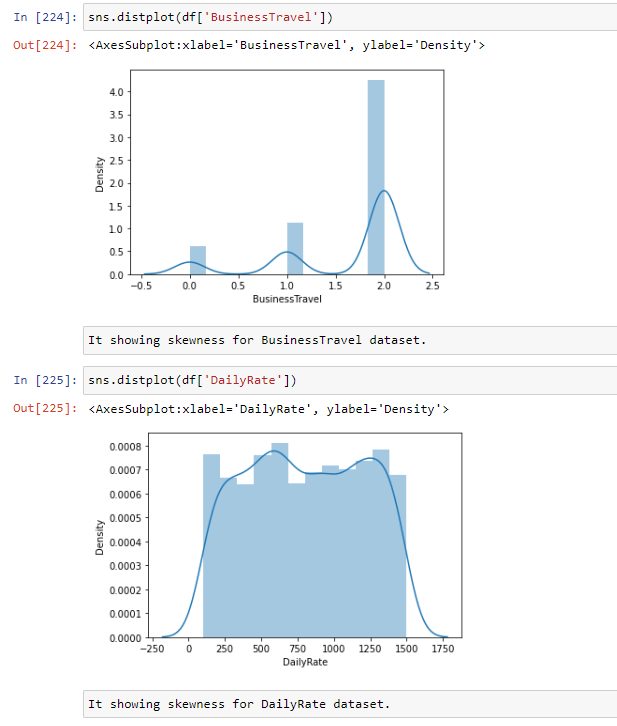 In [224]: sns.distplot(df['BusinessTravel'])
Out[224]: <AxesSubplot:xlabel='BusinessTravel', ylabel='Density'>
4.0
3.5
3.0
2.5
2.0
1.5
1.0
0.5
0.0
Density
−0.5 0.0 0.5 1.0 1.5 2.0 2.5
BusinessTravel
It showing skewness for BusinessTravel dataset.
In [225]: sns.distplot(df['DailyRate'])
Out[225]: <AxesSubplot:xlabel='DailyRate', ylabel='Density'>
0.0008
0.0007
0.0006
0.0005
0.0004
0.0003
0.0002
0.0001
0.0000
Density
−250 0 250 500 750 1000 1250 1500 1750
DailyRate
It showing skewness for DailyRate dataset.